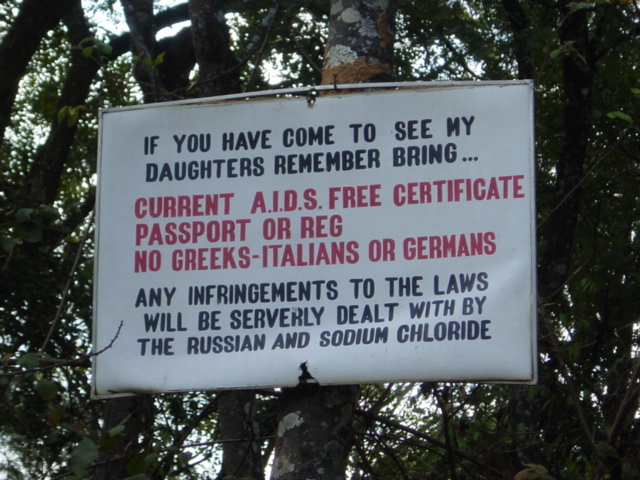 IF YOU HAVE COME TO SEE MY
DAUGHTERS REMEMBER BRING...
CURRENT A.I.D.S. FREE CERTIFICATE
PASSPORT OR REG
NO GREEKS-ITALIANS OR GERMANS
ANY INFRINGEMENTS TO THE LAWS
WILL BE SERVERLY DEALT WITH BY
THE RUSSIAN AND SODIUM CHLORIDE